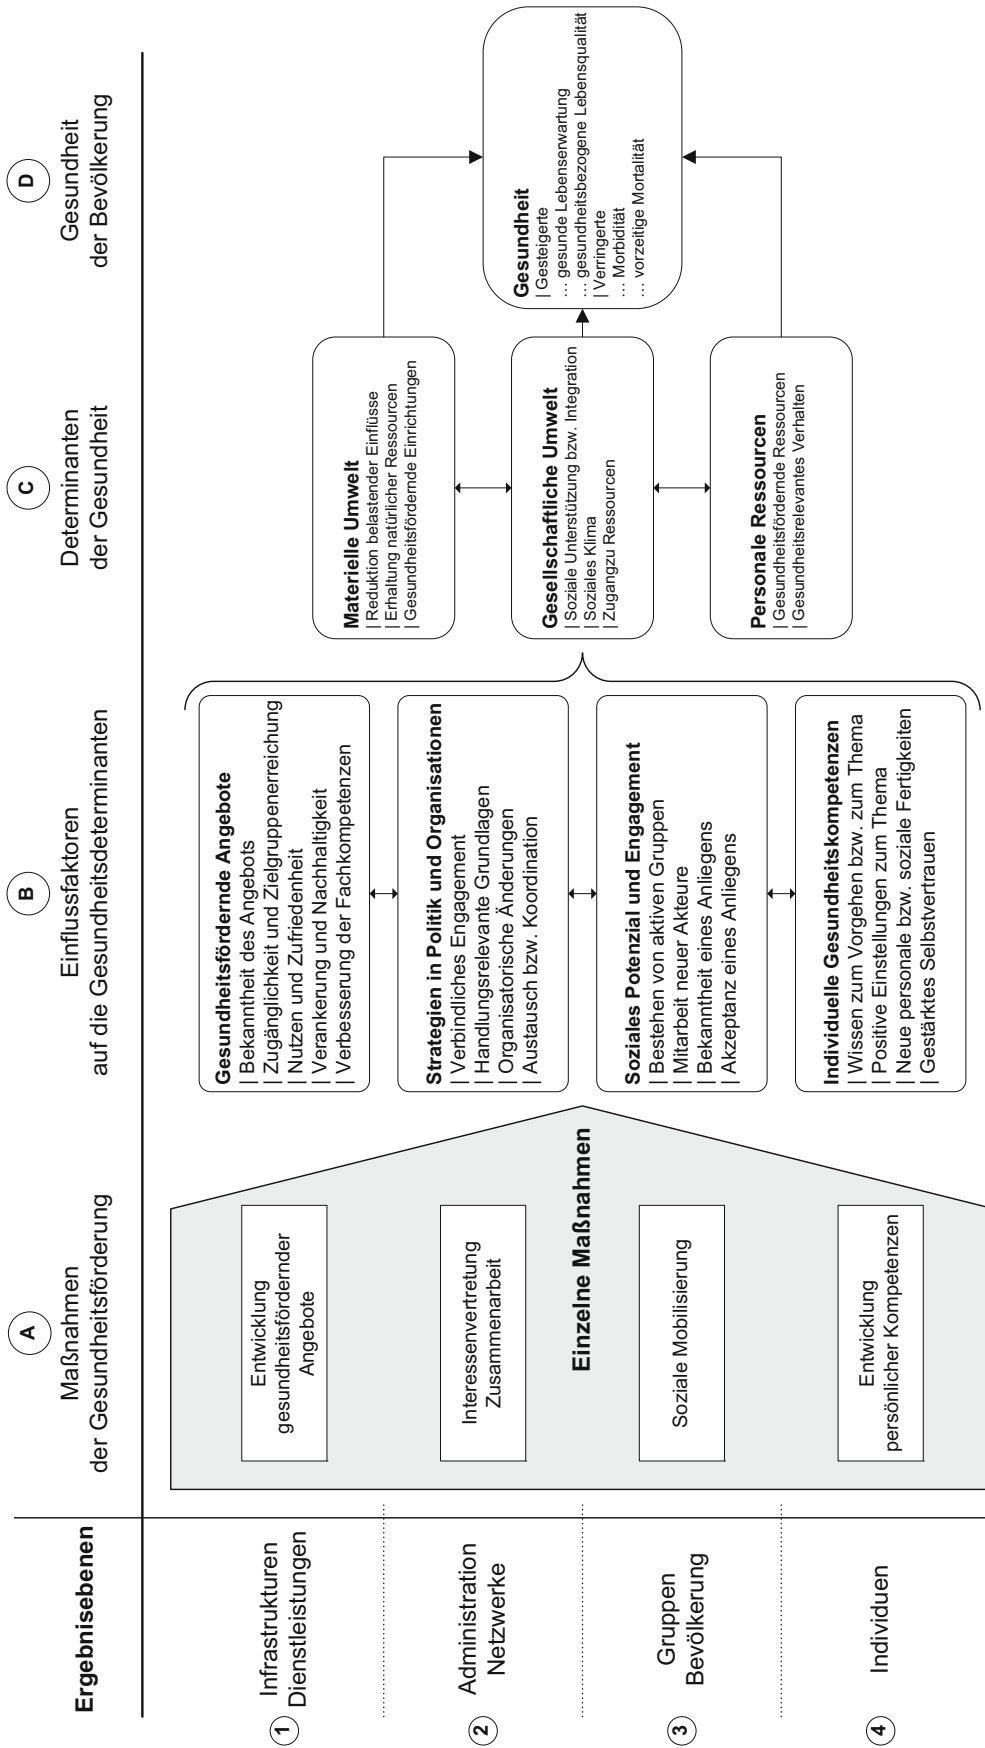 Ergebnisebenen
A
Maßnahmen
der Gesundheitsförderung
B
Einflussfaktoren
auf die Gesundheitsdeterminanten
C
Determinanten
der Gesundheit
D
Gesundheit
der Bevölkerung
1
Infrastrukturen
Dienstleistungen
2
Administration
Netzwerke
3
Gruppen
Bevölkerung
4
Individuen
Entwicklung
gesundheitsfördernder
Angebote
Interessenvertretung
Zusammenarbeit
Einzelne Maßnahmen
Soziale Mobilisierung
Entwicklung
persönlicher Kompetenzen
Gesundheitsfördernde Angebote
| Bekanntheit des Angebots
| Zugänglichkeit und Zielgruppenerreichung
| Nutzen und Zufriedenheit
| Verankerung und Nachhaltigkeit
| Verbesserung der Fachkompetenzen
Strategien in Politik und Organisationen
| Verbindliches Engagement
| Handlungsrelevante Grundlagen
| Organisatorische Änderungen
| Austausch bzw. Koordination
Soziales Potenzial und Engagement
| Bestehen von aktiven Gruppen
| Mitarbeit neuer Akteure
| Bekanntheit eines Anliegens
| Akzeptanz eines Anliegens
Individuelle Gesundheitskompetenzen
| Wissen zum Vorgehen bzw. zum Thema
| Positive Einstellungen zum Thema
| Neue personale bzw. soziale Fertigkeiten
| Gestärktes Selbstvertrauen
Materielle Umwelt
| Reduktion belastender Einflüsse
| Erhaltung natürlicher Ressourcen
| Gesundheitsfördernde Einrichtungen
Gesellschaftliche Umwelt
| Soziale Unterstützung bzw. Integration
| Soziales Klima
| Zugangzu Ressourcen
Personale Ressourcen
| Gesundheitsfördernde Ressourcen
| Gesundheitsrelevantes Verhalten
Gesundheit
| Gesteigerte
… gesunde Lebenserwartung
… gesundheitsbezogene Lebensqualität
| Verringerte
… Morbidität
… vorzeitige Mortalität